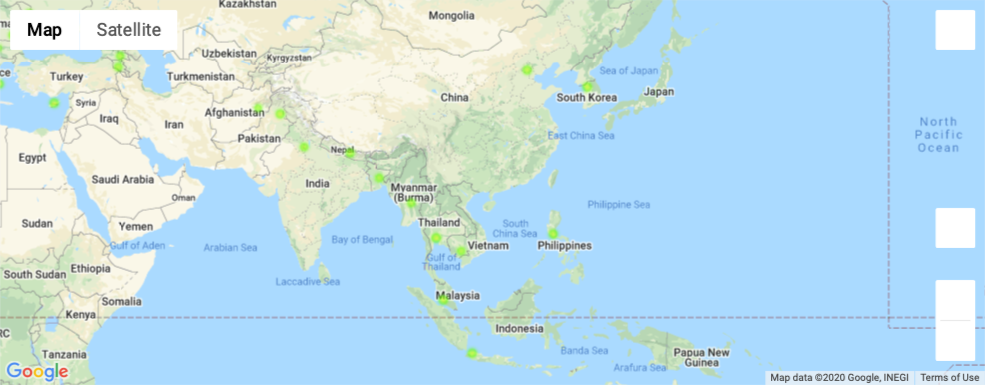 Kazakhstan
Mongolia
Map
Satellite
Uzbekistan
Kyrgyzstan
Turkey
Turkmenistan
Sea of Japan
Syria
China
South Korea
Japan
Iraq
Iran
Afghanistan
Pakistan
East China Sea
North
Pacific
Ocean
Egypt
Nepal
Saudi Arabia
India
Myanmar
(Burma)
Oman
Philippine Sea
Sudan
Yemen
Thailand
South
China Sea
Gulf of Aden
Arabian Sea
Bay of Bengal
Vietnam
Philippines
Gulf of
Thailand
South Sudan
Ethiopia
Laccadive Sea
Somalia
Malaysia
Kenya
Indonesia
RC
Tanzania
Banda Sea
Papua New
Guinea
Arafura Sea
Google
Map data ©2020 Google, INEGI
Terms of Use